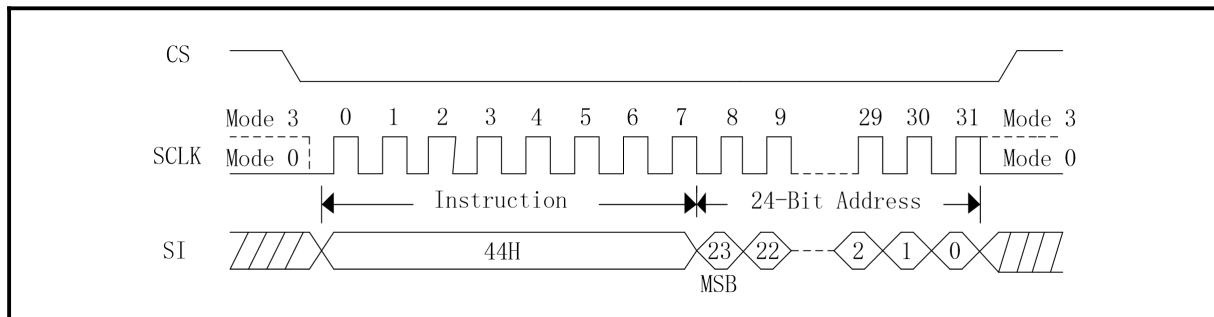 CS
Mode 3 0 1 2 3 4 5 6 7 8 9 29 30 31 Mode 3
SCLK Mode 0 Mode 0
Instruction 24-Bit Address
SI 44H 23 22 2 1 0
MSB